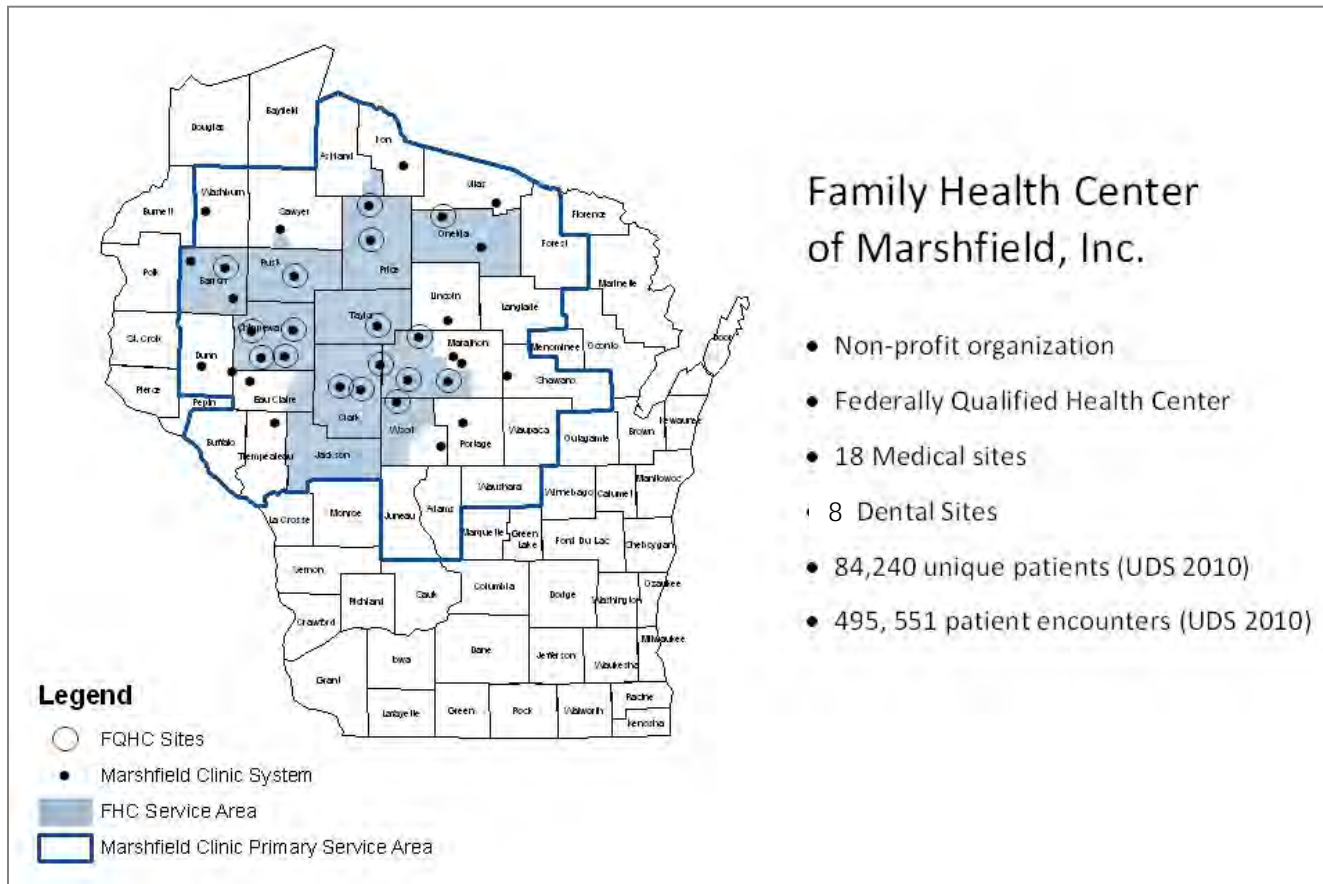 Bayfield
Douglas
Iron
Ashland
Vilas
Washburn
Sawyer
Burnett
Florence
Oneida
Forest
Polk
Barron
Rusk
Price
Marinette
Lincoln
Langlade
Taylor
Chippewa
St. Croix
Dunn
Marathon
Menominee
Oconto
Door
Pierce
Pepin
Eau Claire
Shawano
Clark
Wood
Portage
Waupaca
Outagamie
Brown
Kewaunee
Buffalo
Trempealeau
Jackson
Waushara
Winnebago
Calumet
Manitowoc
La Crosse
Monroe
Juneau
Adams
Marquette
Green
Lake
Fond Du Lac
Sheboygan
Vernon
Columbia
Dodge
Washington
Ozaukee
Richland
Sauk
Crawford
Milwaukee
Dane
Jefferson
Waukesha
Iowa
Grant
Racine
Lafayette
Green
Rock
Walworth
Kenosha
Legend
FQHC Sites
Marshfield Clinic System
FHC Service Area
Marshfield Clinic Primary Service Area
Family Health Center
of Marshfield, Inc.
• Non-profit organization
• Federally Qualified Health Center
• 18 Medical sites
• 8 Dental Sites
• 84,240 unique patients (UDS 2010)
• 495, 551 patient encounters (UDS 2010)